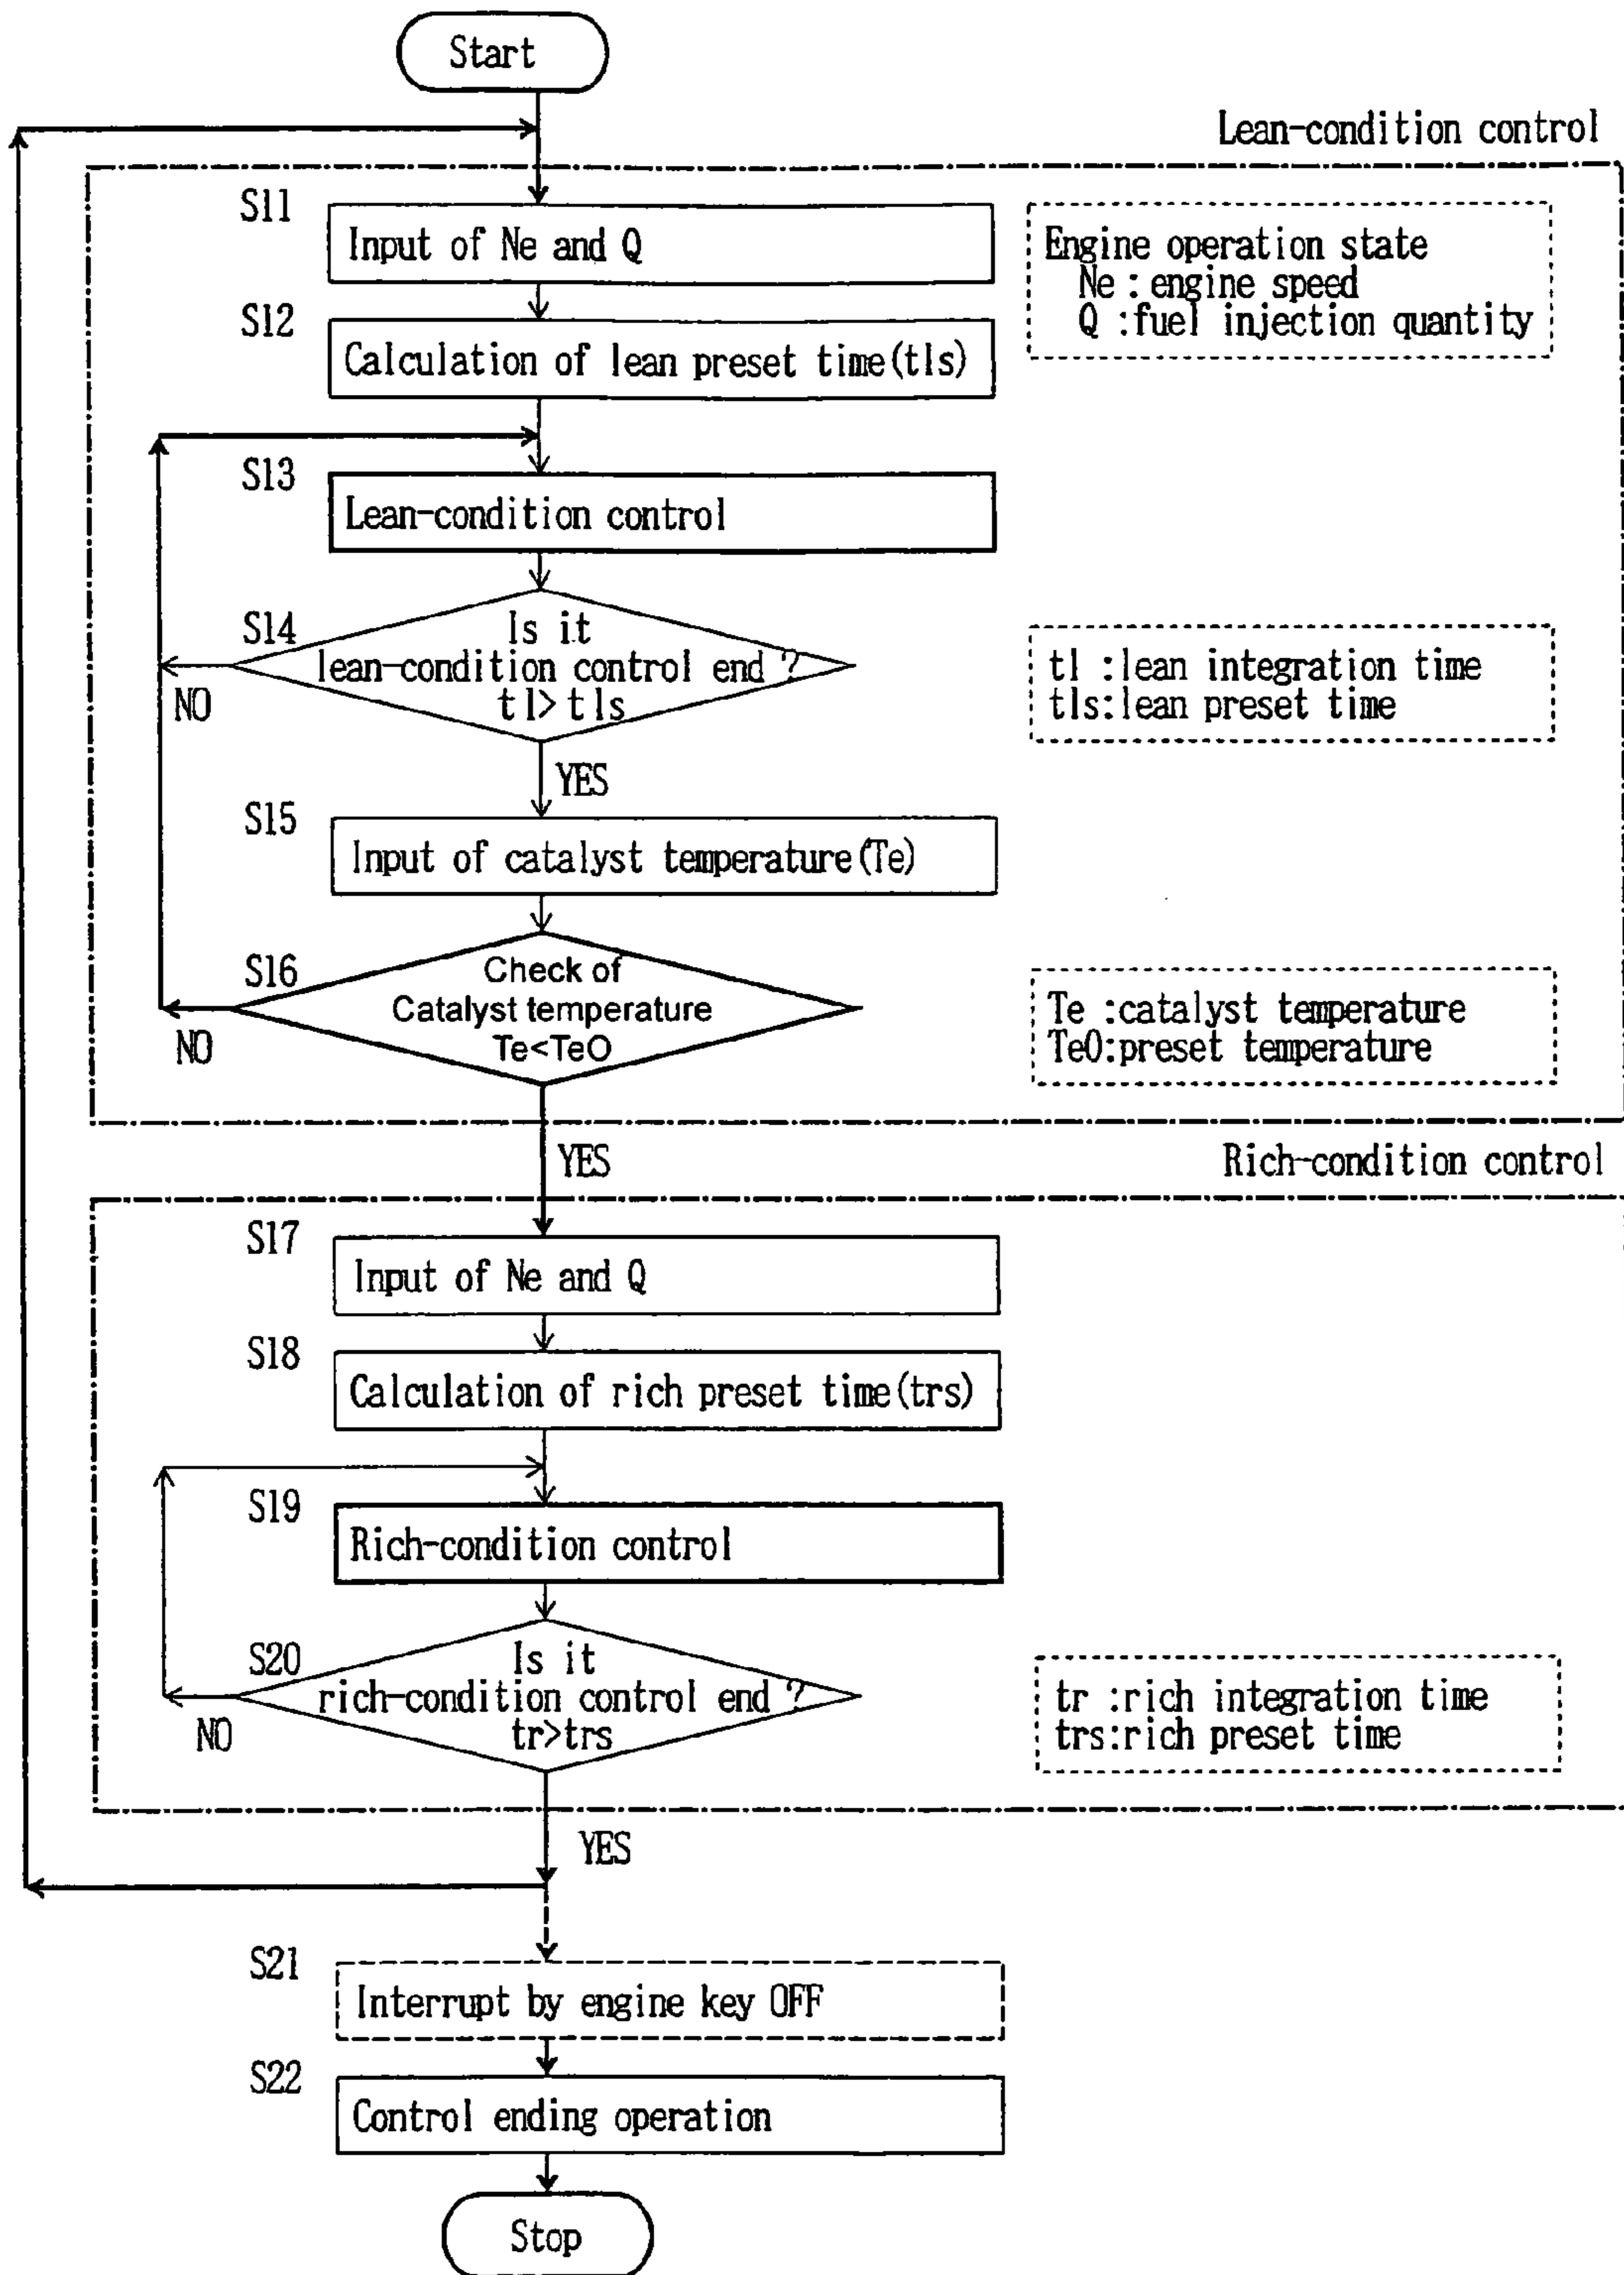 Start
Lean-condition control
S11
Input of Ne and Q
Engine operation state
Ne : engine speed
Q : fuel injection quantity
S12
Calculation of lean preset time(tls)
S13
Lean-condition control
S14
Is it
lean-condition control end ?
tl> tls
NO
YES
tl :lean integration time
tls:lean preset time
S15
Input of catalyst temperature(Te)
S16
Check of
Catalyst temperature
Te<TeO
NO
YES
Te :catalyst temperature
TeO:preset temperature
Rich-condition control
S17
Input of Ne and Q
S18
Calculation of rich preset time(trs)
S19
Rich-condition control
S20
Is it
rich-condition control end ?
tr>trs
NO
YES
tr :rich integration time
trs:rich preset time
S21
Interrupt by engine key OFF
S22
Control ending operation
Stop